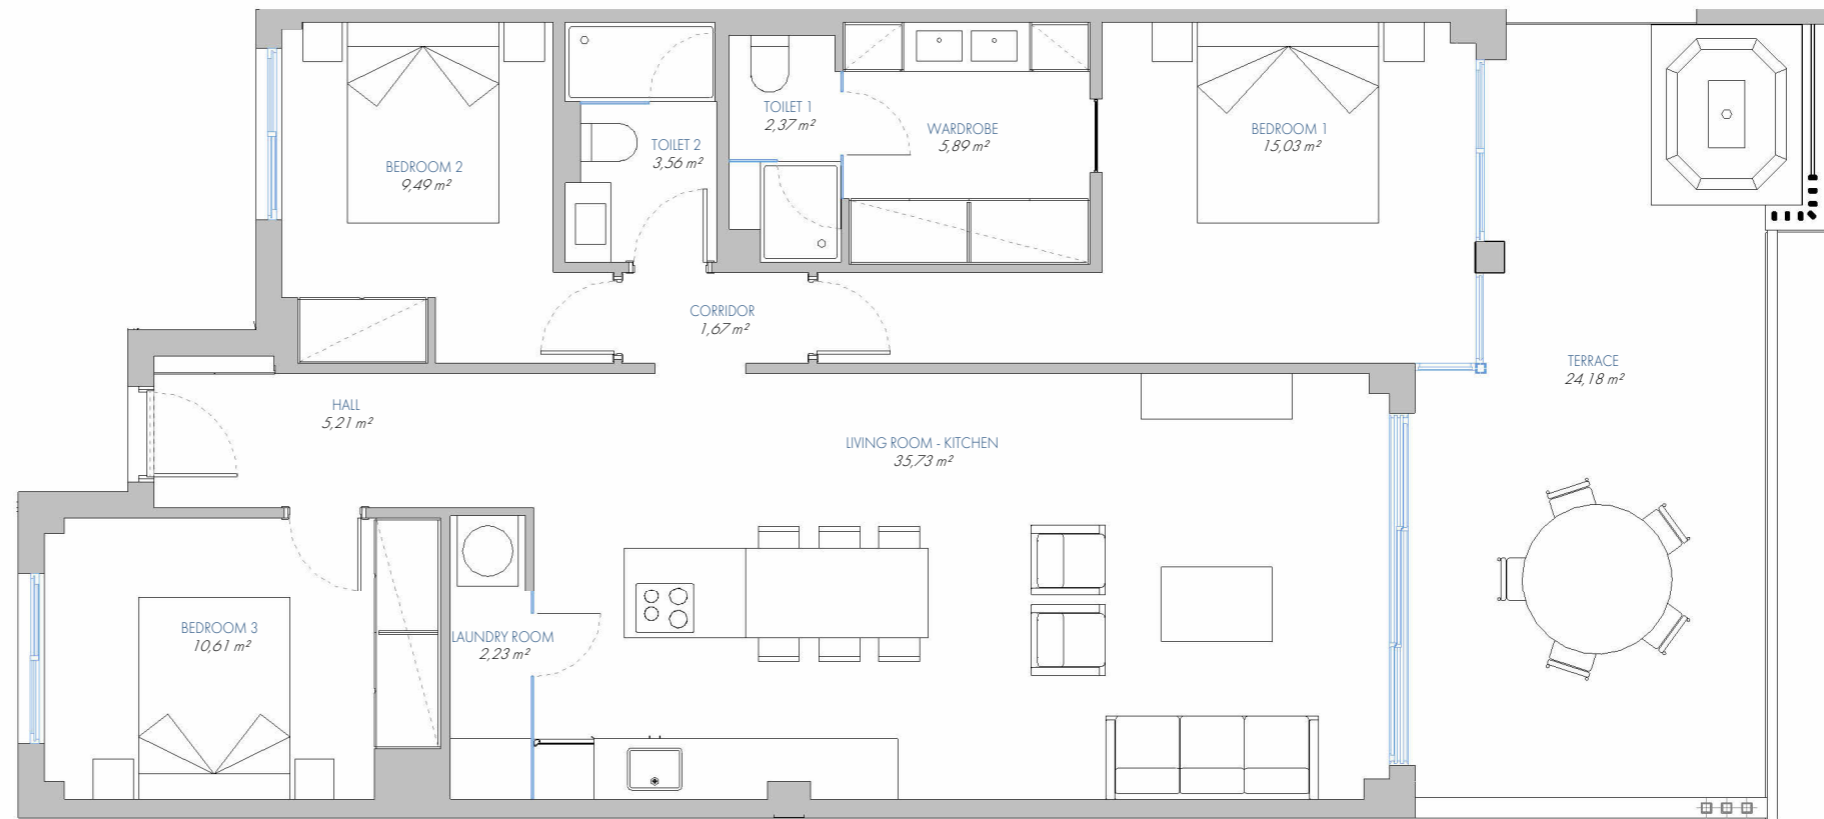 BEDROOM 2
9,49 m²
TOILET 2
3,56 m²
TOILET 1
2,37 m²
WARDROBE
5,89 m²
BEDROOM 1
15,03 m²
CORRIDOR
1,67 m²
TERRACE
24,18 m²
HALL
5,21 m²
LIVING ROOM - KITCHEN
35,73 m²
BEDROOM 3
10,61 m²
LAUNDRY ROOM
2,23 m²